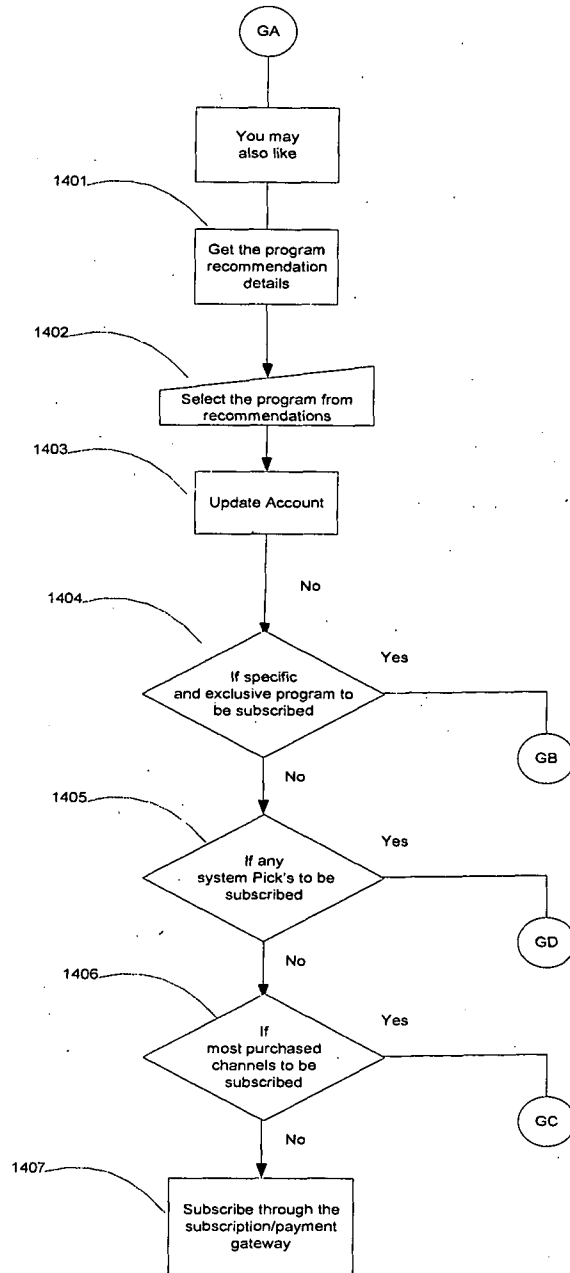 GA
You may
also like
1401
Get the program
recommendation
details
1402
Select the program from
recommendations
1403
Update Account
No
1404
Yes
If specific
and exclusive program to
be subscribed
GB
No
1405
Yes
If any
system Pick's to be
subscribed
GD
No
1406
Yes
If
most purchased
channels to be
subscribed
GC
No
1407
Subscribe through the
subscription/payment
gateway